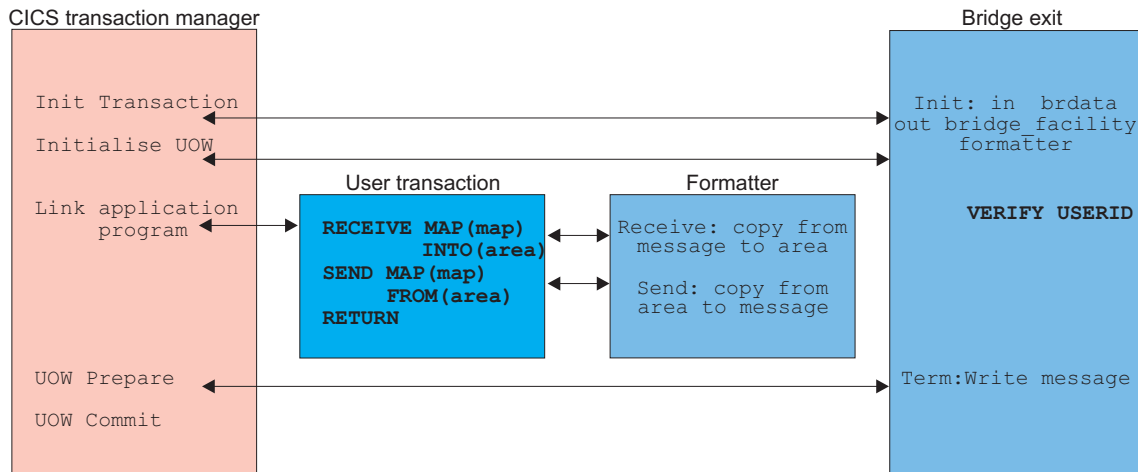 CICS transaction manager
Init Transaction
Initialise UOW
Link application
program
UOW Prepare
UOW Commit
User transaction
RECEIVE MAP(map)
INTO(area)
SEND MAP(map)
FROM(area)
RETURN
Formatter
Receive: copy from
message to area
Send: copy from
area to message
Bridge exit
Init: in brdata
out bridge_facility
formatter
VERIFY USERID
Term:Write message